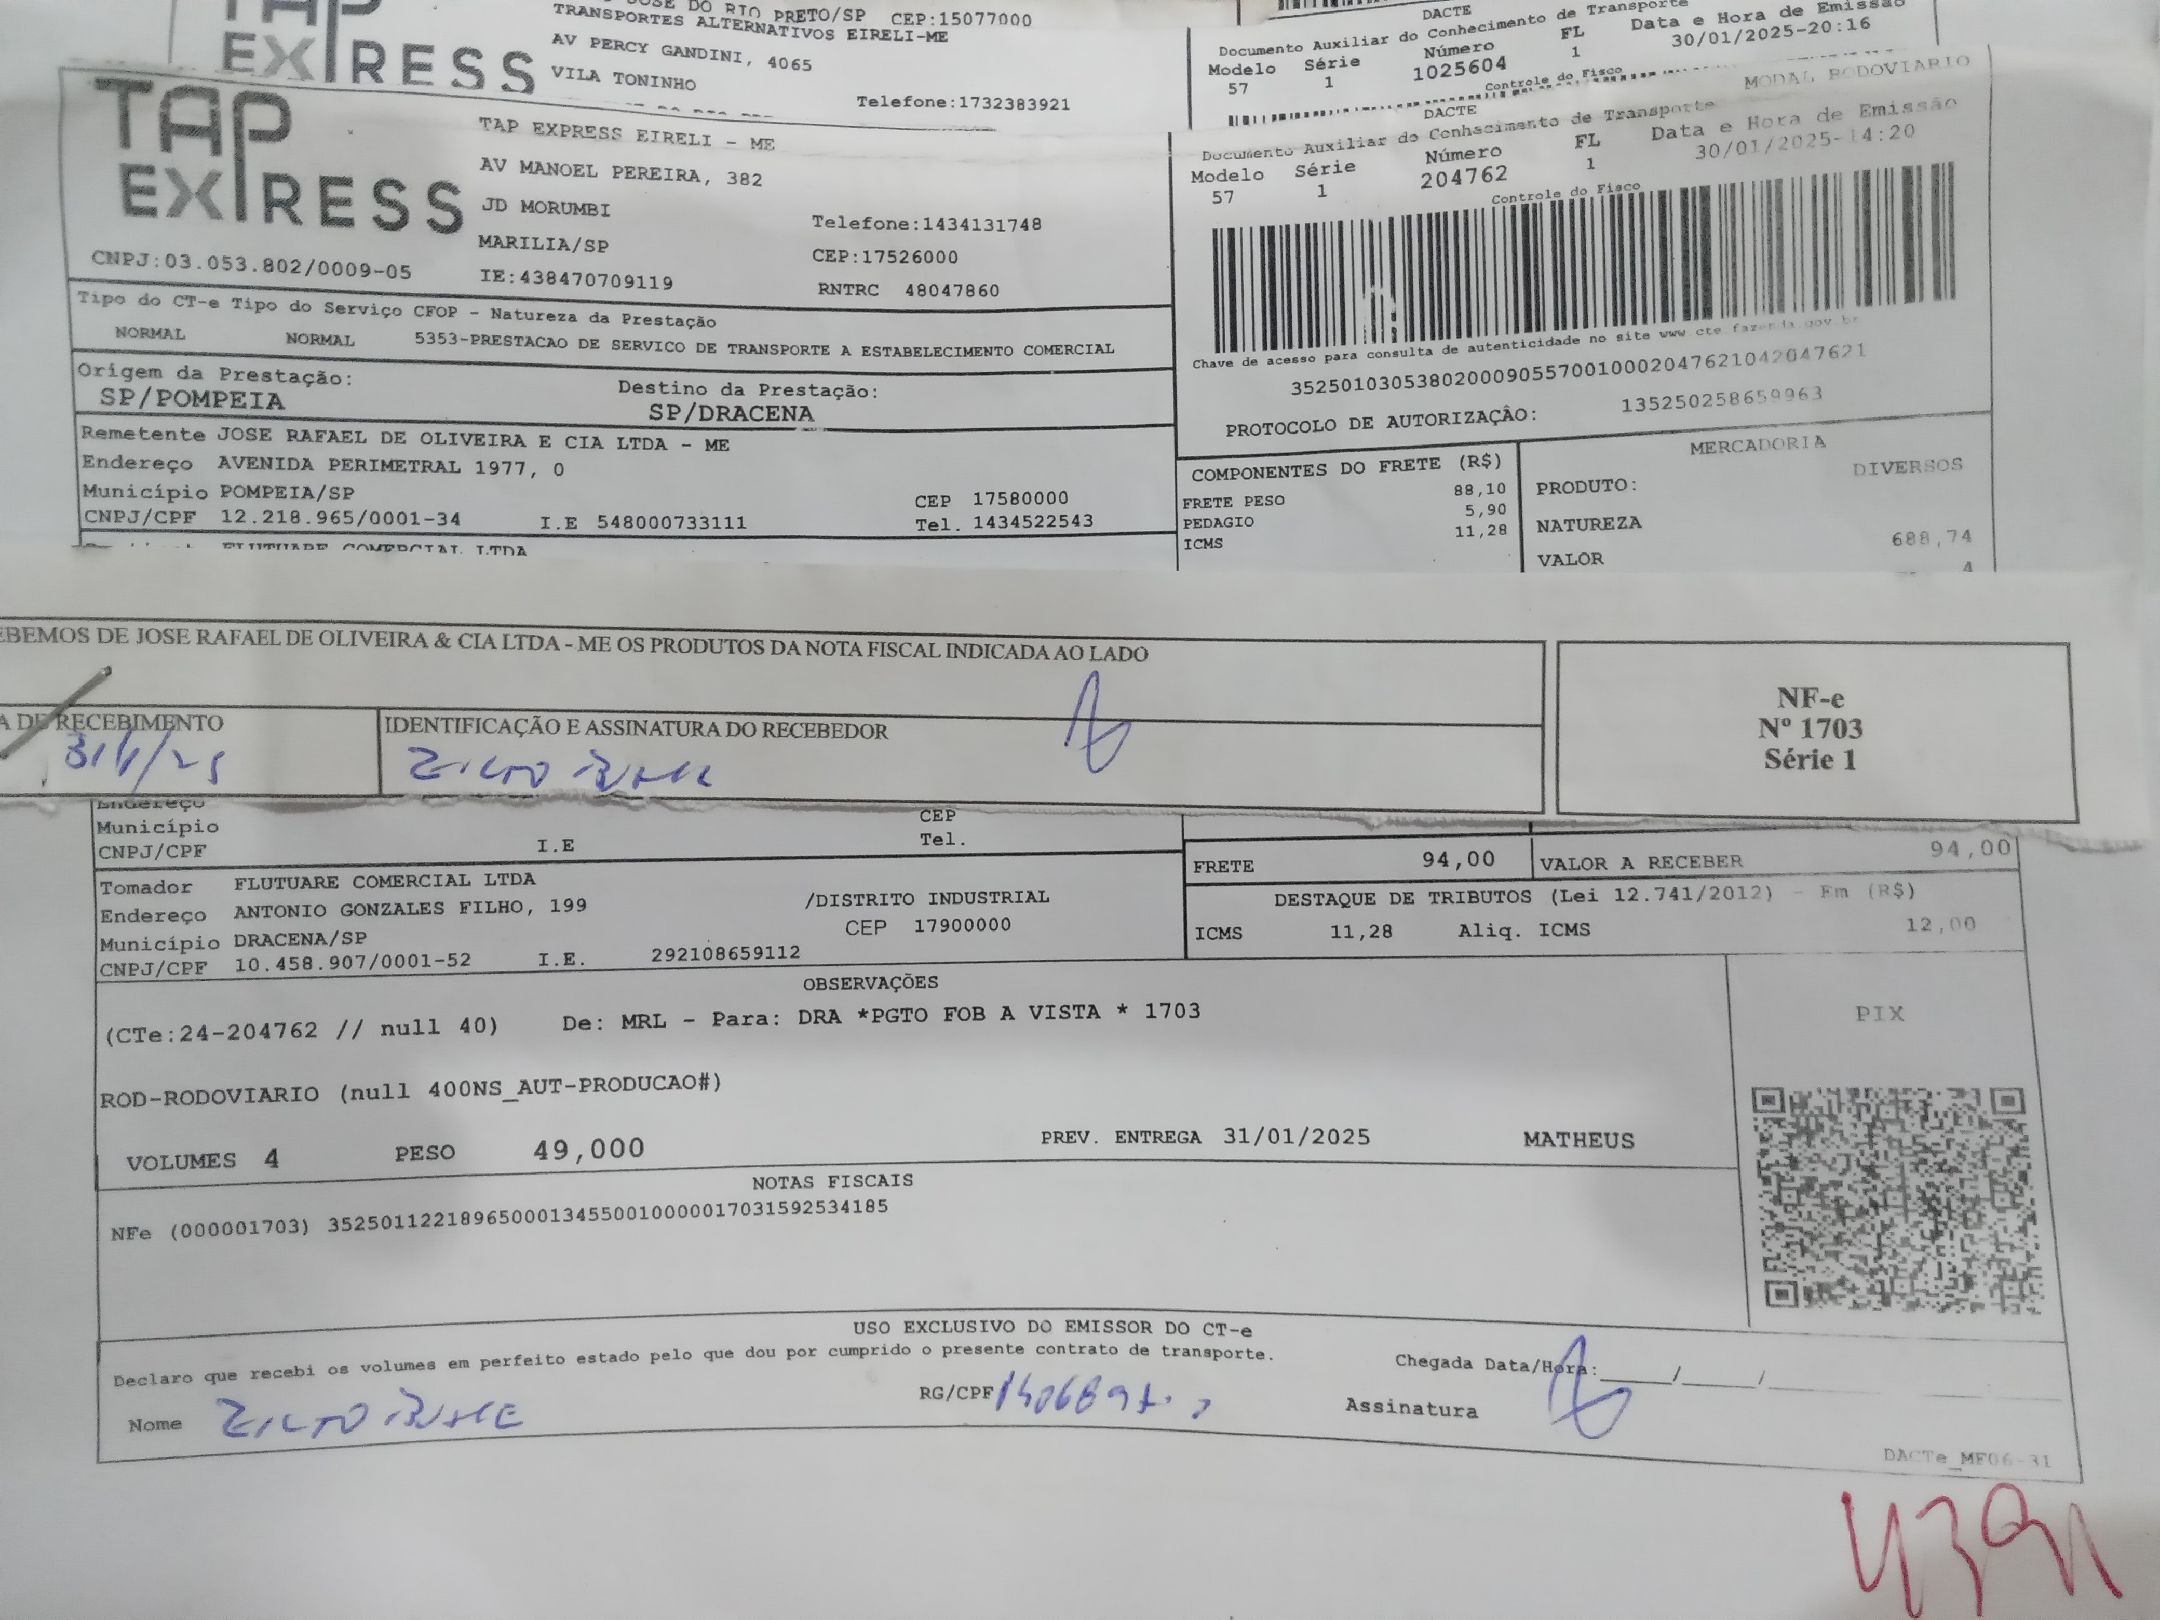 TAP
EXPRESS
JOSE DO RIO PRETO/SP CEP:15077000
TRANSPORTES ALTERNATIVOS EIRELI-ME
AV PERCY GANDINI, 4065
VILA TONINHO
Telefone:1732383921
DACTE
Documento Auxiliar do Conhecimento de Transporte
Modelo Série Número FL Data e Hora de Emissão
57 1 1025604 1 30/01/2025-20:16
Controle do Fisco
MODAL RODOVIARIO
TAP
EXPRESS
CNPJ:03.053.802/0009-05
TAP EXPRESS EIRELI - ME
AV MANOEL PEREIRA, 382
JD MORUMBI
Telefone:1434131748
MARILIA/SP
CEP:17526000
IE:438470709119
RNTRC 48047860
DACTE
Documento Auxiliar do Conhecimento de Transporte
Modelo Série Número FL Data e Hora de Emissão
57 1 204762 1 30/01/2025-14:20
Controle do Fisco
Chave de acesso para consulta de autenticidade no site www.cte.fazenda.gov.br
35250103053802000905570010002047621042047621
PROTOCOLO DE AUTORIZAÇÃO: 135250258659963
Tipo do CT-e Tipo do Serviço CFOP - Natureza da Prestação
NORMAL NORMAL 5353-PRESTACAO DE SERVICO DE TRANSPORTE A ESTABELECIMENTO COMERCIAL
Origem da Prestação: Destino da Prestação:
SP/POMPEIA SP/DRACENA
Remetente JOSE RAFAEL DE OLIVEIRA E CIA LTDA - ME
Endereço AVENIDA PERIMETRAL 1977, 0
Município POMPEIA/SP CEP 17580000
CNPJ/CPF 12.218.965/0001-34 I.E 548000733111 Tel. 1434522543
FLUTUARE COMERCIAL LTDA
COMPONENTES DO FRETE (R$)
FRETE PESO 88,10
PEDAGIO 5,90
ICMS 11,28
MERCADORIA
PRODUTO: DIVERSOS
NATUREZA
VALOR 688,74
4
EBEMOS DE JOSE RAFAEL DE OLIVEIRA & CIA LTDA - ME OS PRODUTOS DA NOTA FISCAL INDICADA AO LADO
A DE RECEBIMENTO
31/1/25
IDENTIFICAÇÃO E ASSINATURA DO RECEBEDOR
NF-e
Nº 1703
Série 1
Endereço
Município CEP
CNPJ/CPF I.E Tel.
FRETE 94,00 VALOR A RECEBER 94,00
Tomador FLUTUARE COMERCIAL LTDA
Endereço ANTONIO GONZALES FILHO, 199 /DISTRITO INDUSTRIAL
Município DRACENA/SP CEP 17900000
CNPJ/CPF 10.458.907/0001-52 I.E. 292108659112
DESTAQUE DE TRIBUTOS (Lei 12.741/2012) - Em (R$)
ICMS 11,28 Aliq. ICMS 12,00
OBSERVAÇÕES
(CTe:24-204762 // null 40) De: MRL - Para: DRA *PGTO FOB A VISTA * 1703
ROD-RODOVIARIO (null 400NS_AUT-PRODUCAO#)
VOLUMES 4 PESO 49,000 PREV. ENTREGA 31/01/2025 MATHEUS
PIX
NOTAS FISCAIS
NFe (000001703) 35250112218965000134550010000017031592534185
USO EXCLUSIVO DO EMISSOR DO CT-e
Declaro que recebi os volumes em perfeito estado pelo que dou por cumprido o presente contrato de transporte.
Chegada Data/Hora:_____/_____/
Nome
RG/CPF
Assinatura
DACTe_MF06-31